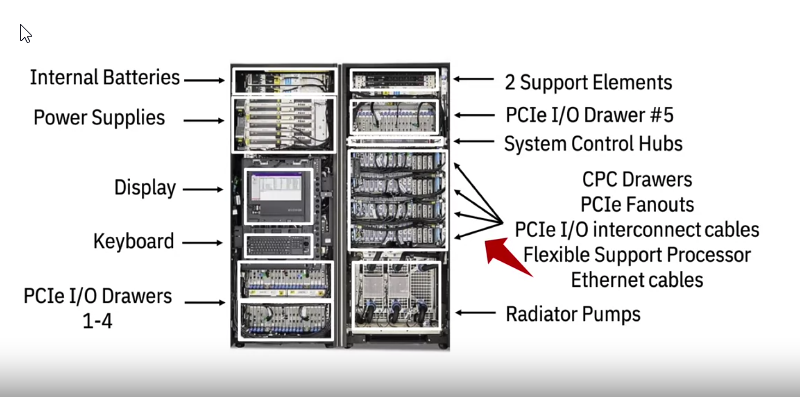 Internal Batteries
Power Supplies
Display
Keyboard
PCIe I/O Drawers
1-4
2 Support Elements
PCIe I/O Drawer #5
System Control Hubs
CPC Drawers
PCIe Fanouts
PCIe I/O interconnect cables
Flexible Support Processor
Ethernet cables
Radiator Pumps